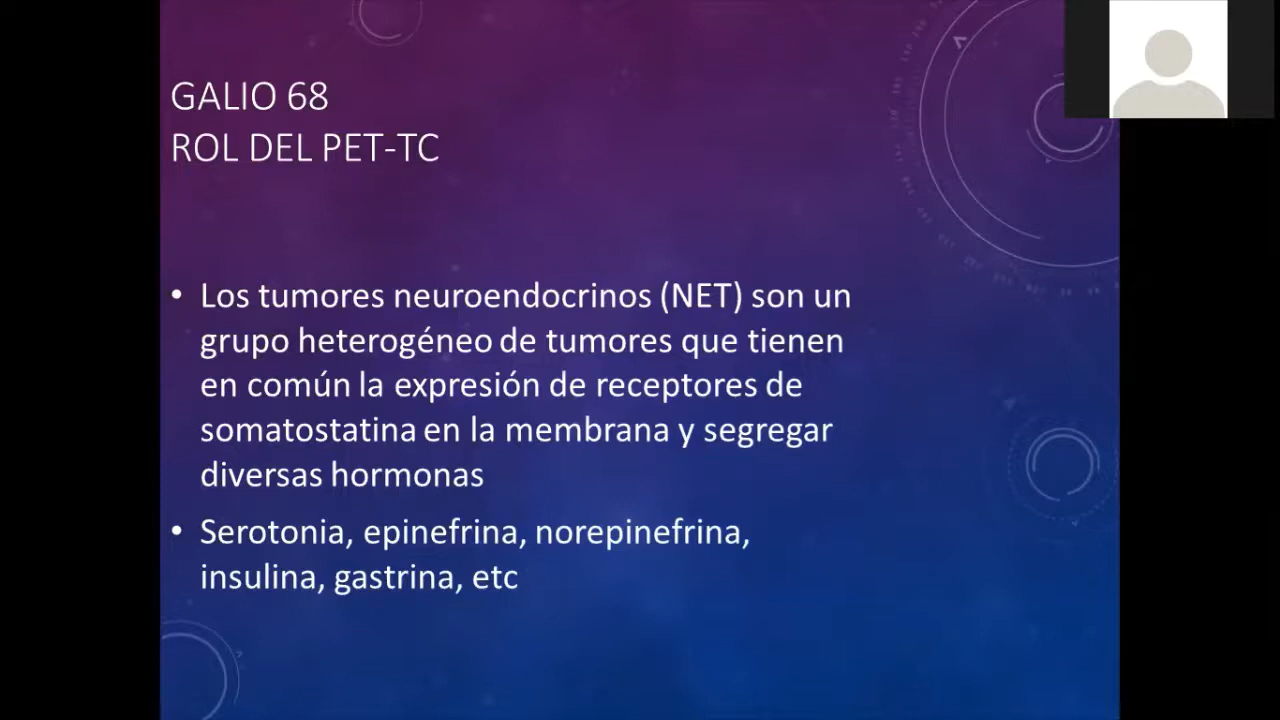 GALIO 68
ROL DEL PET-TC
• Los tumores neuroendocrinos (NET) son un
grupo heterogéneo de tumores que tienen
en común la expresión de receptores de
somatostatina en la membrana y segregar
diversas hormonas
• Serotonia, epinefrina, norepinefrina,
insulina, gastrina, etc